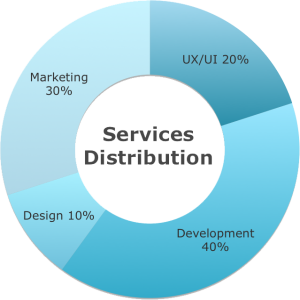 UX/UI 20%
Marketing
30%
Services
Distribution
Design 10%
Development
40%